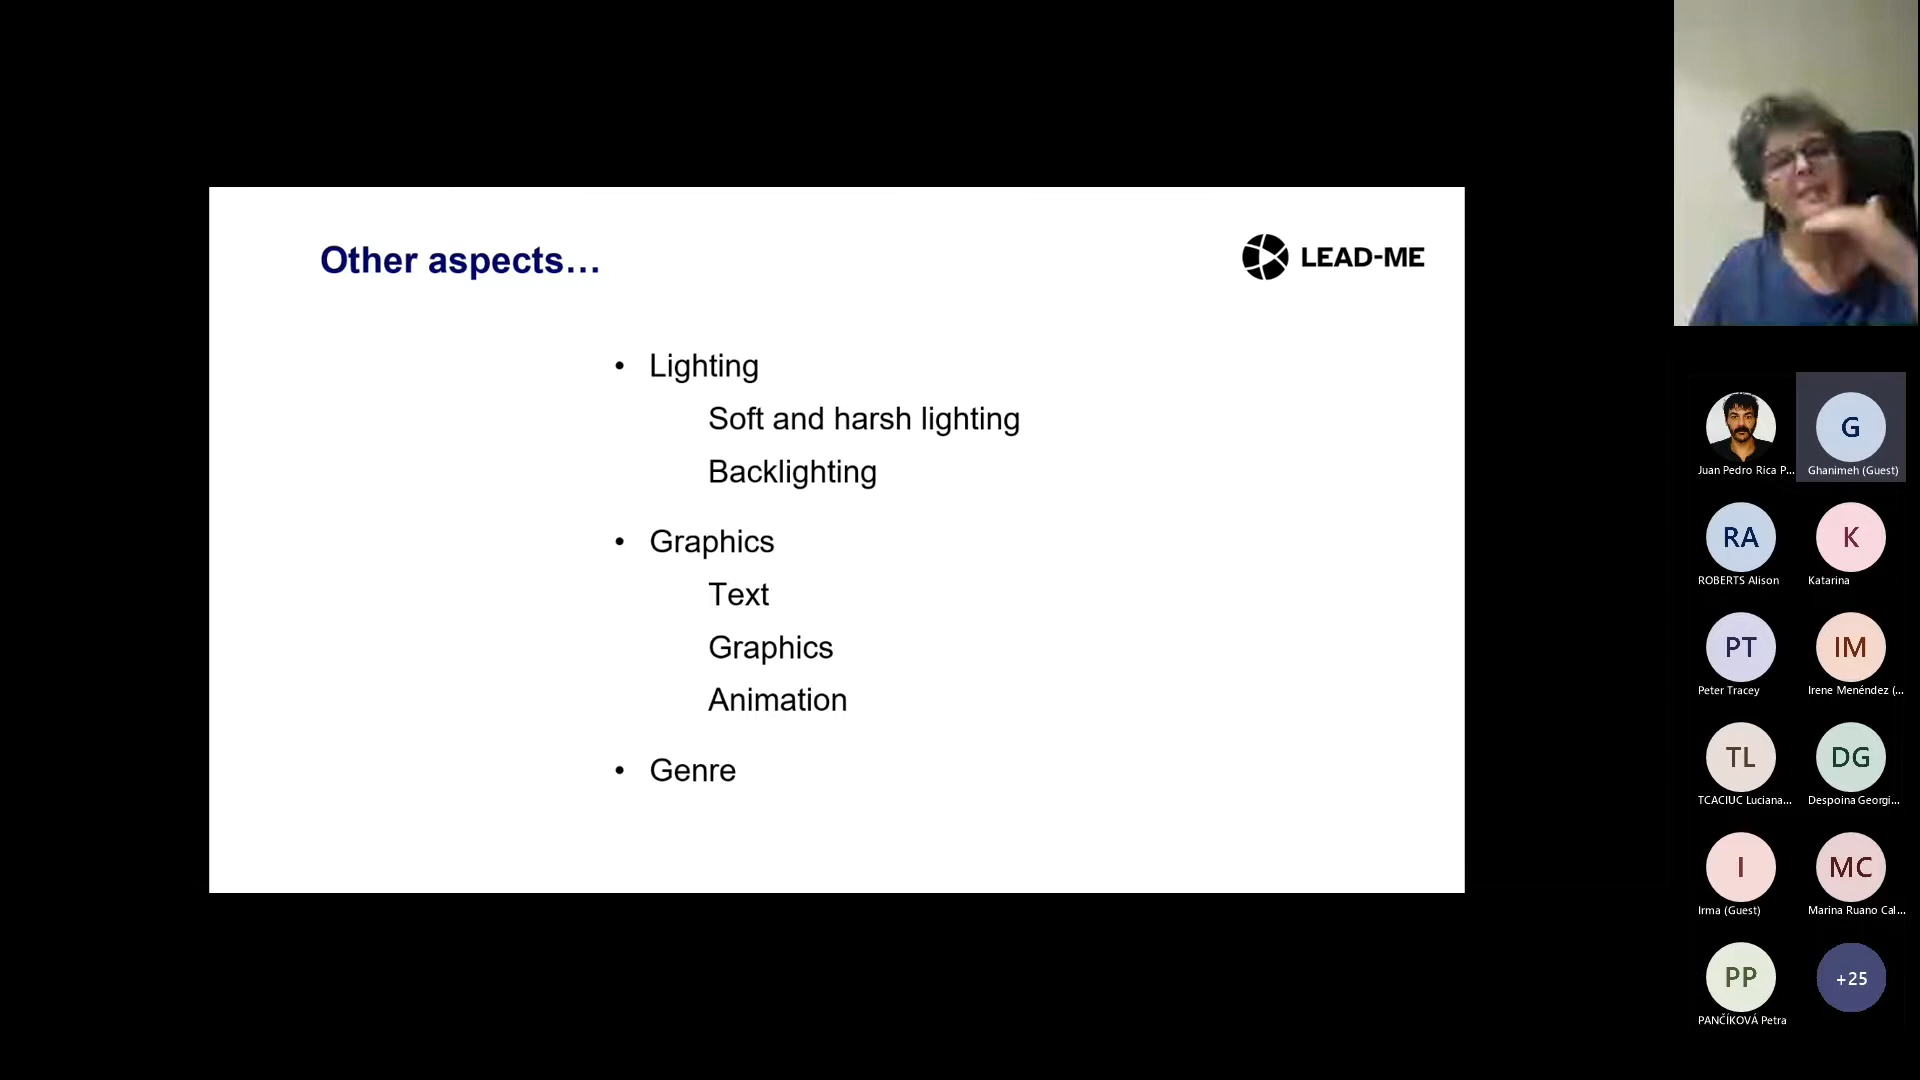 Other aspects…
LEAD-ME
• Lighting
Soft and harsh lighting
Backlighting
• Graphics
Text
Graphics
Animation
• Genre
Juan Pedro Rica P...
G
Ghanimeh (Guest)
RA
ROBERTS Alison
K
Katarina
PT
Peter Tracey
IM
Irene Menéndez (...
TL
TCACIUC Luciana...
DG
Despoina Georgi...
I
Irma (Guest)
MC
Marina Ruano Cal...
PP
PANČÍKOVÁ Petra
+25